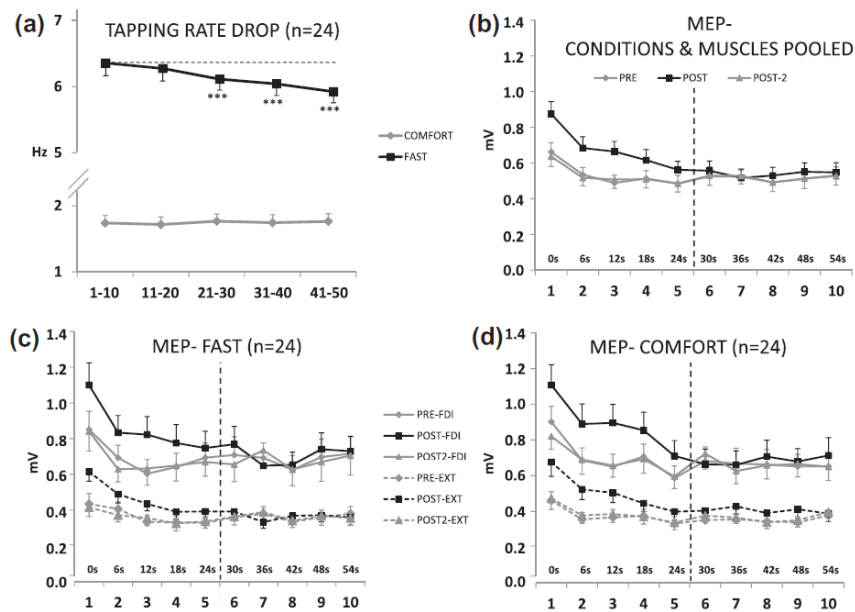 (a) TAPPING RATE DROP (n=24)
7
6
Hz 5
2
1
*** *** ***
1-10 11-20 21-30 31-40 41-50
COMFORT
FAST
(b) MEP-
CONDITIONS & MUSCLES POOLED
PRE POST POST-2
mV
1.4
1.2
1.0
0.8
0.6
0.4
0.2
0.0
0s 6s 12s 18s 24s 30s 36s 42s 48s 54s
1 2 3 4 5 6 7 8 9 10
(c) MEP- FAST (n=24)
mV
1.4
1.2
1.0
0.8
0.6
0.4
0.2
0.0
0s 6s 12s 18s 24s 30s 36s 42s 48s 54s
1 2 3 4 5 6 7 8 9 10
PRE-FDI
POST-FDI
POST2-FDI
PRE-EXT
POST-EXT
POST2-EXT
(d) MEP- COMFORT (n=24)
mV
1.4
1.2
1.0
0.8
0.6
0.4
0.2
0.0
0s 6s 12s 18s 24s 30s 36s 42s 48s 54s
1 2 3 4 5 6 7 8 9 10